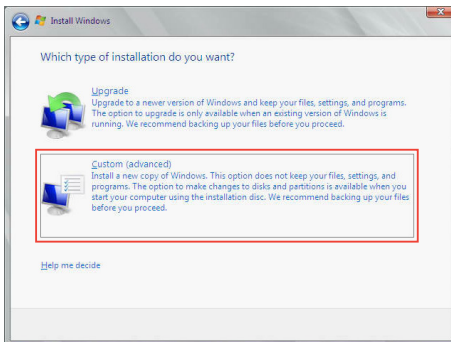 Install Windows
Which type of installation do you want?
Upgrade
Upgrade to a newer version of Windows and keep your files, settings, and programs.
The option to upgrade is only available when an existing version of Windows is
running. We recommend backing up your files before you proceed.
Custom (advanced)
Install a new copy of Windows. This option does not keep your files, settings, and
programs. The option to make changes to disks and partitions is available when you
start your computer using the installation disc. We recommend backing up your files
before you proceed.
Help me decide